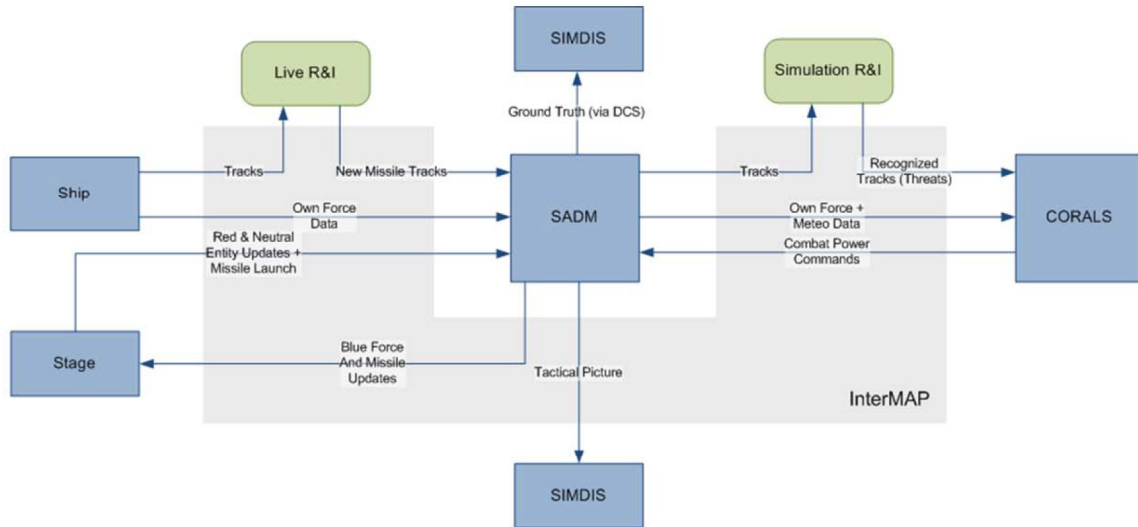 SIMDIS
Live R&I
Simulation R&I
Ground Truth (via DCS)
Ship
Tracks
New Missile Tracks
SADM
Tracks
Recognized
Tracks (Threats)
CORALS
Own Force
Data
Own Force +
Meteo Data
Red & Neutral
Entity Updates +
Missile Launch
Combat Power
Commands
Stage
Blue Force
And Missile
Updates
Tactical Picture
InterMAP
SIMDIS